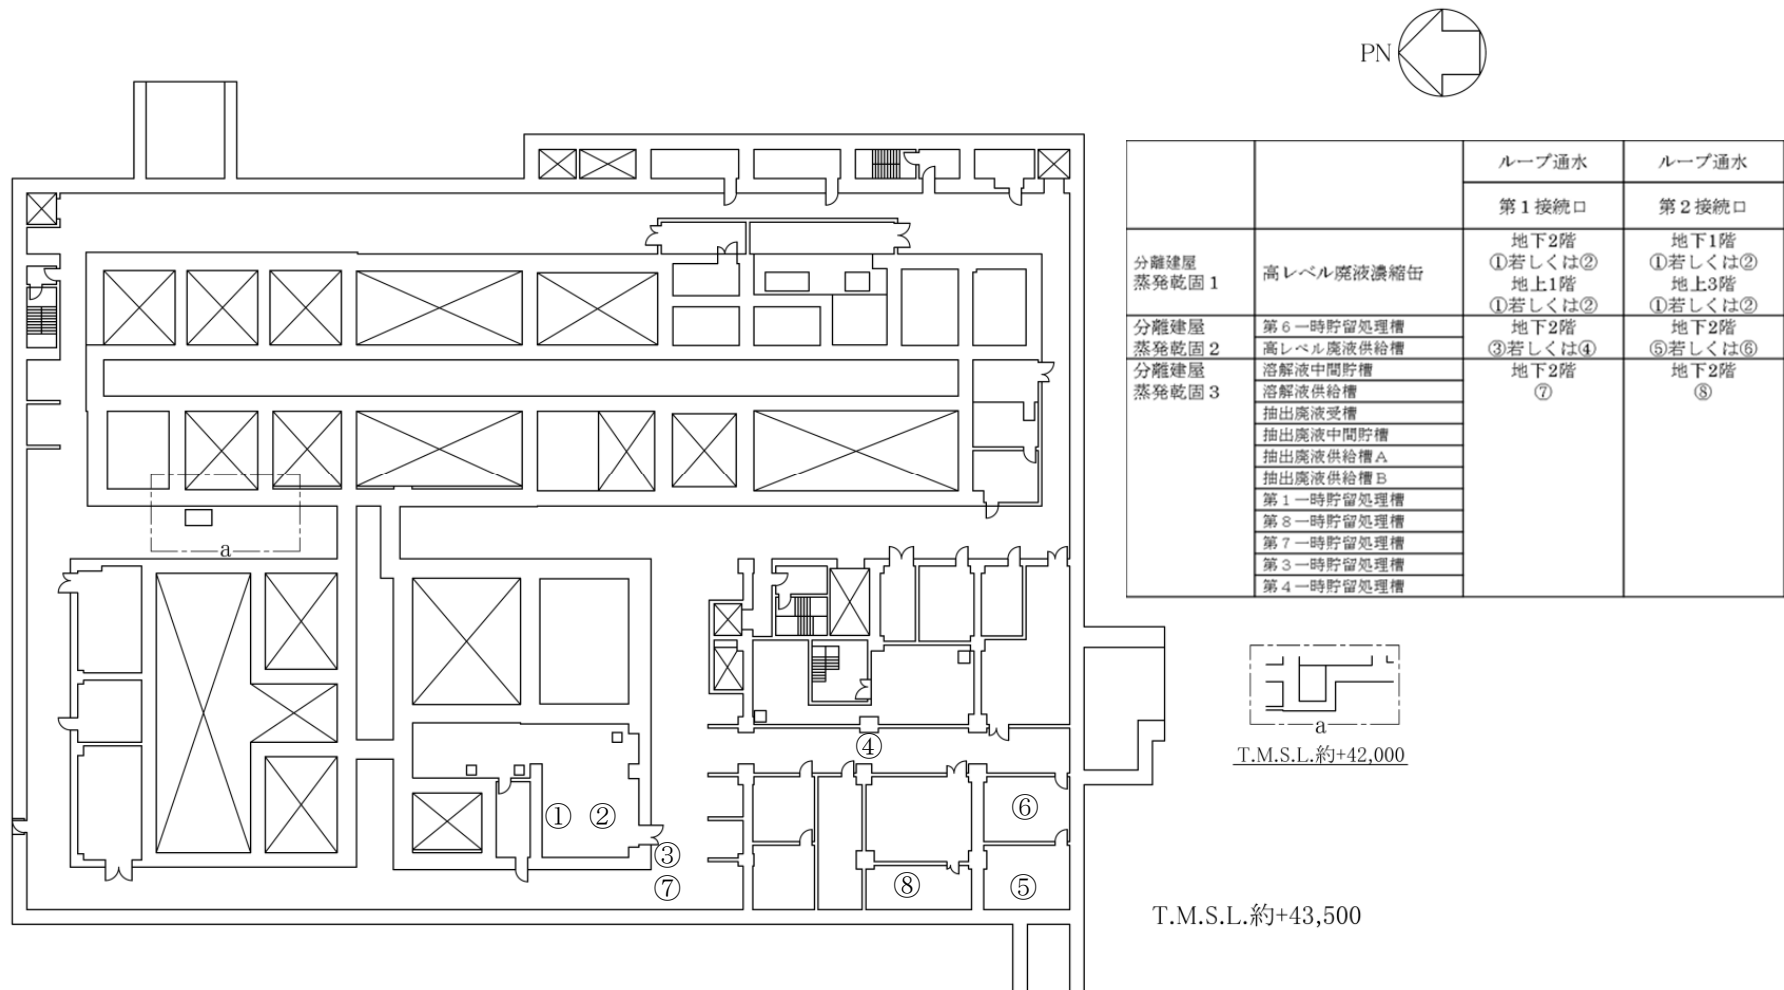 PN
ループ通水
ループ通水
第1接続口
第2接続口
分離建屋
蒸発乾固1
高レベル廃液濃縮缶
地下2階
①若しくは②
地上1階
①若しくは②
地下1階
①若しくは②
地上3階
①若しくは②
分離建屋
蒸発乾固2
第6一時貯留処理槽
高レベル廃液供給槽
地下2階
③若しくは④
地下2階
⑤若しくは⑥
分離建屋
蒸発乾固3
溶解液中間貯槽
溶解液供給槽
抽出廃液受槽
抽出廃液中間貯槽
抽出廃液供給槽A
抽出廃液供給槽B
第1一時貯留処理槽
第8一時貯留処理槽
第7一時貯留処理槽
第3一時貯留処理槽
第4一時貯留処理槽
地下2階
⑦
地下2階
⑧
a
a
T.M.S.L.約+42,000
④
①
②
③
⑦
⑥
⑧
⑤
T.M.S.L.約+43,500